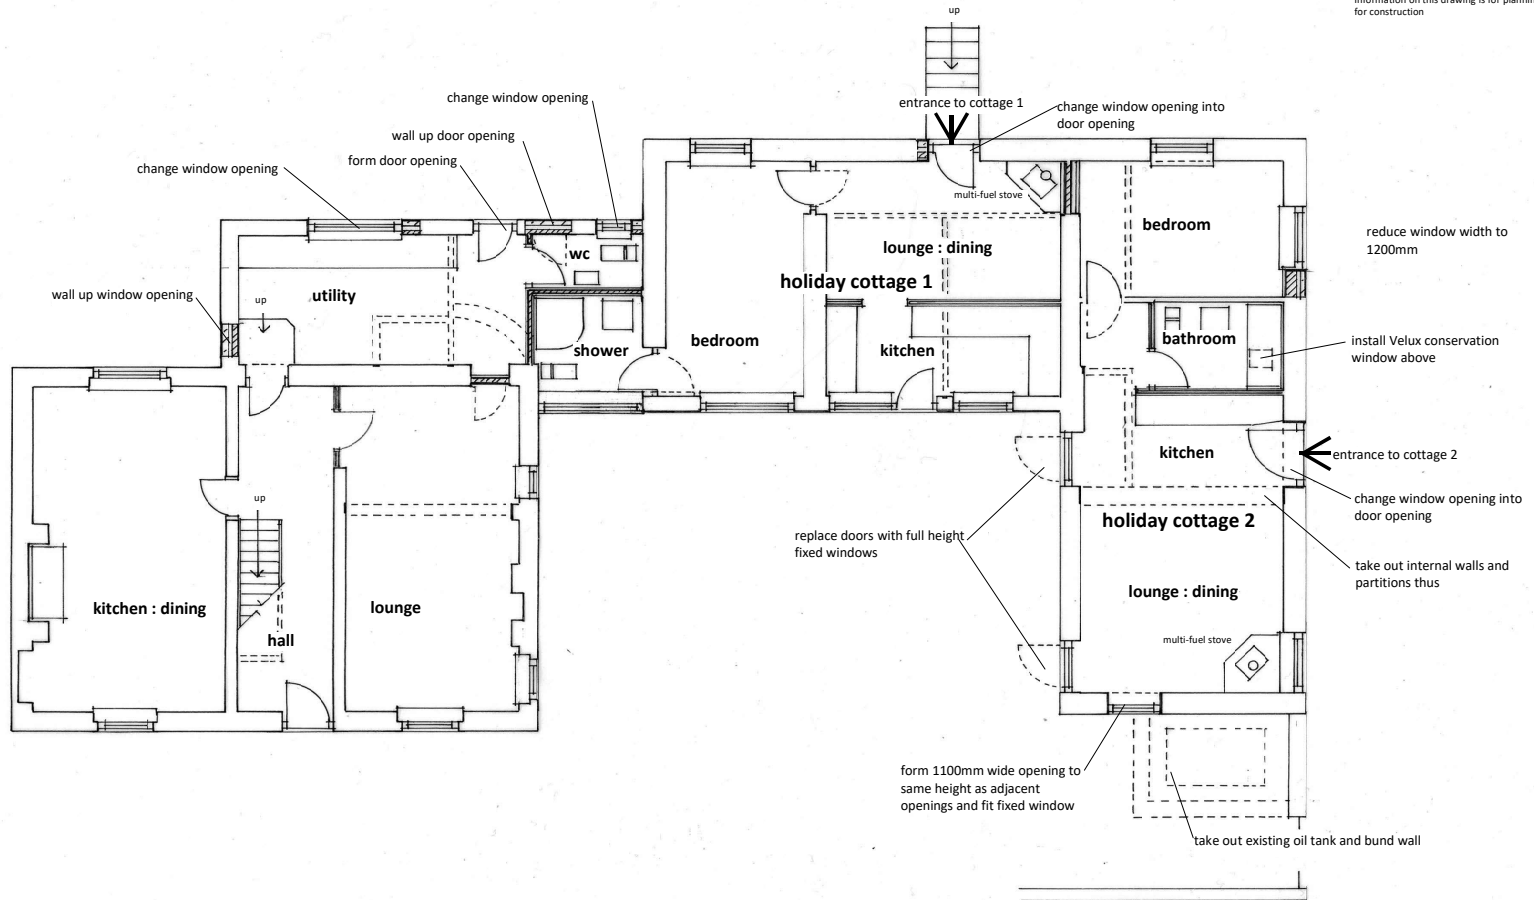 information on this drawing is for
for construction
up
change window opening
entrance to cottage 1
change window opening into
door opening
wall up door opening
form door opening
change window opening
multi-fuel stove
bedroom
reduce window width to
1200mm
wc
lounge : dining
holiday cottage 1
wall up window opening
utility
up
shower
bedroom
kitchen
bathroom
install Velux conservation
window above
kitchen
entrance to cottage 2
up
change window opening into
door opening
holiday cottage 2
replace doors with full height
fixed windows
take out internal walls and
partitions thus
lounge : dining
kitchen : dining
lounge
hall
multi-fuel stove
form 1100mm wide opening to
same height as adjacent
openings and fit fixed window
take out existing oil tank and bund wall